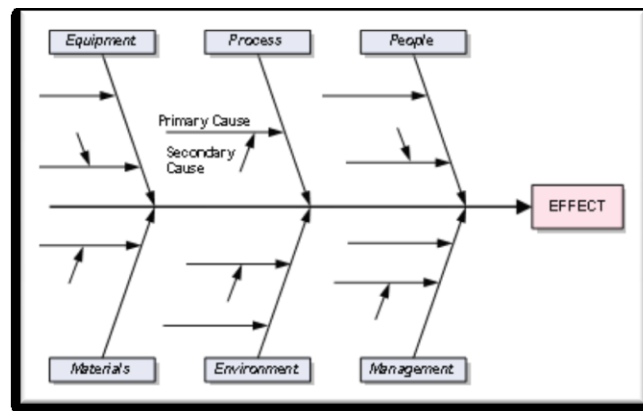 Equipment
Process
People
Primary Cause
Secondary
Cause
EFFECT
Materials
Environment
Management